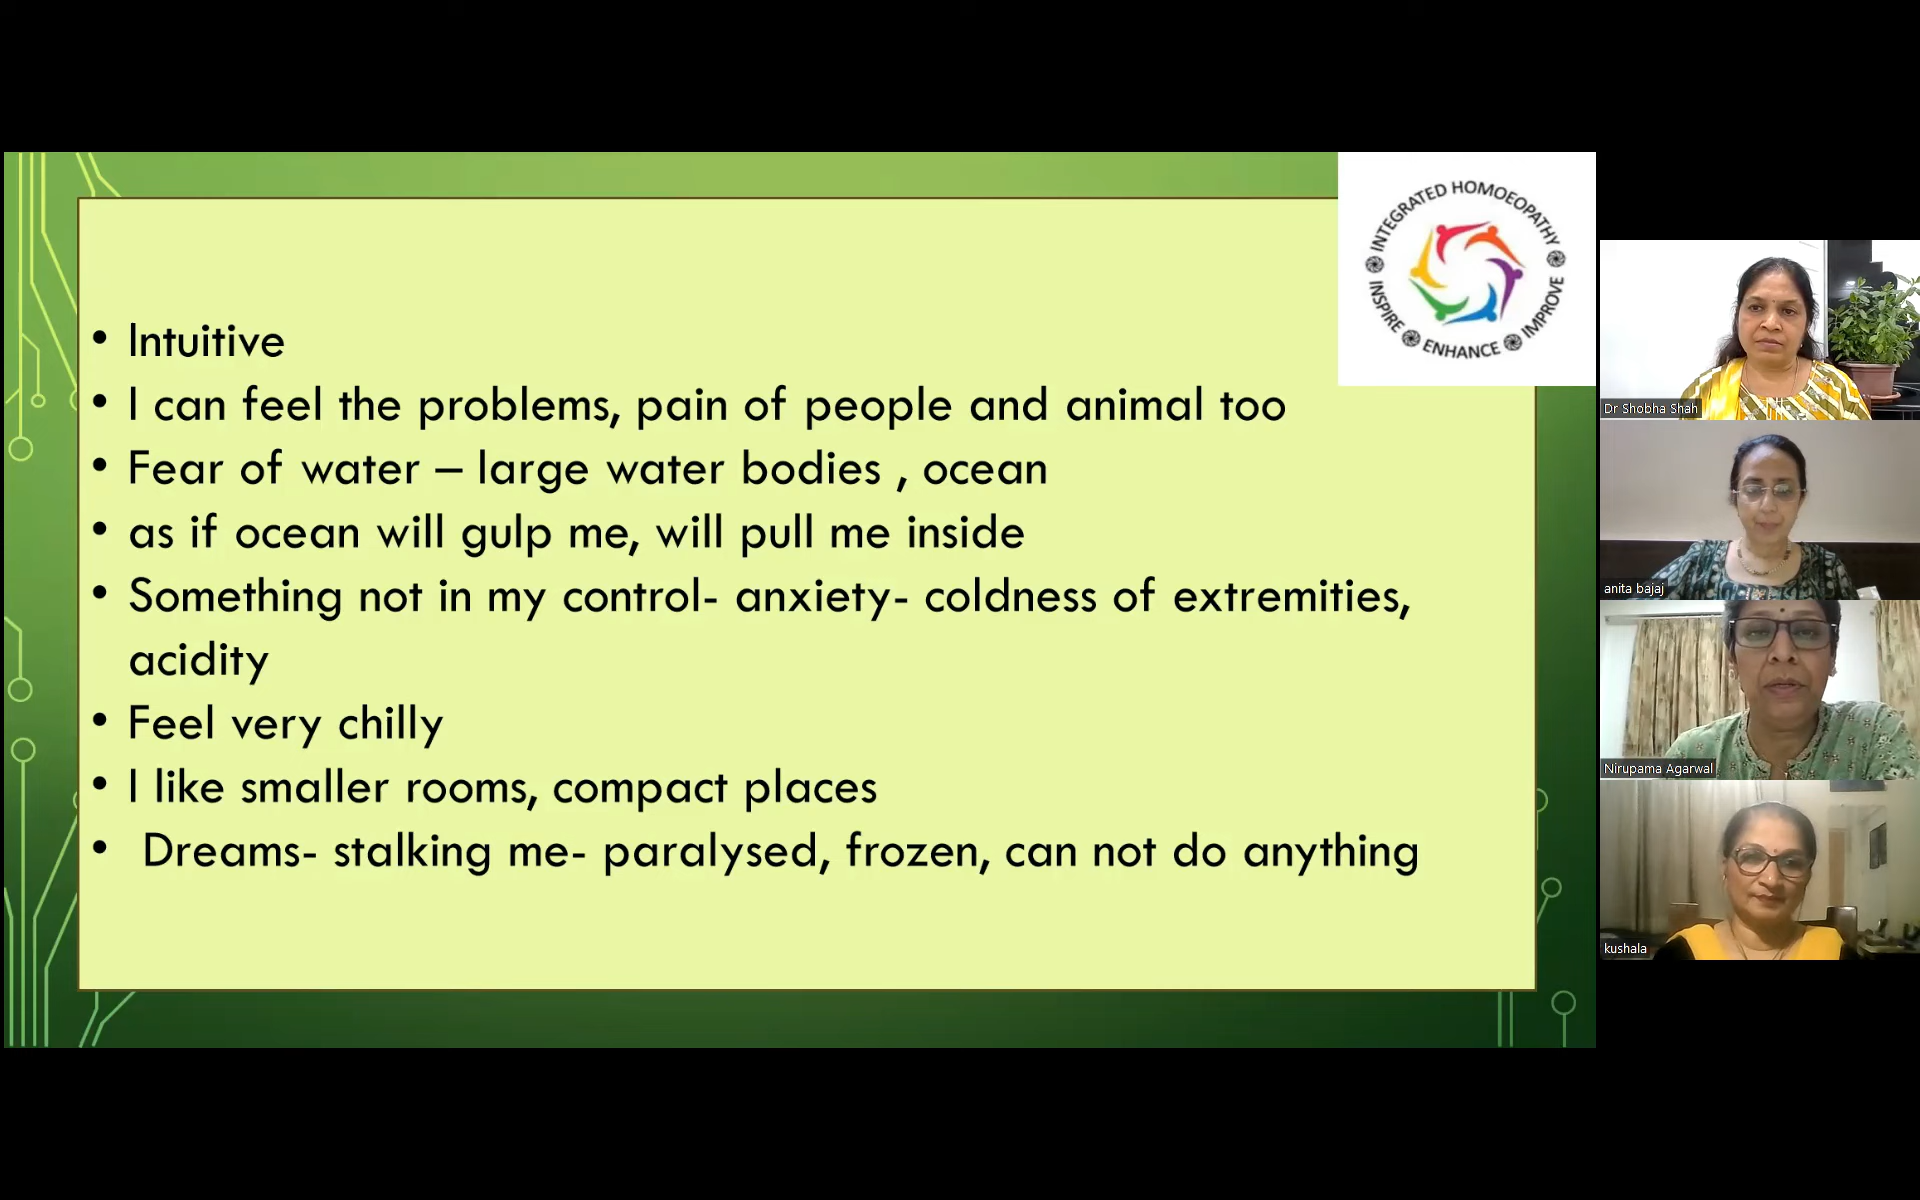 INTEGRATED HOMOEOPATHY
INSPIRE
ENHANCE
IMPROVE
• Intuitive
• I can feel the problems, pain of people and animal too
• Fear of water – large water bodies , ocean
• as if ocean will gulp me, will pull me inside
• Something not in my control- anxiety- coldness of extremities,
acidity
• Feel very chilly
• I like smaller rooms, compact places
• Dreams- stalking me- paralysed, frozen, can not do anything
Dr Shobha Shah
anita bajaj
Nirupama Agarwal
kushala